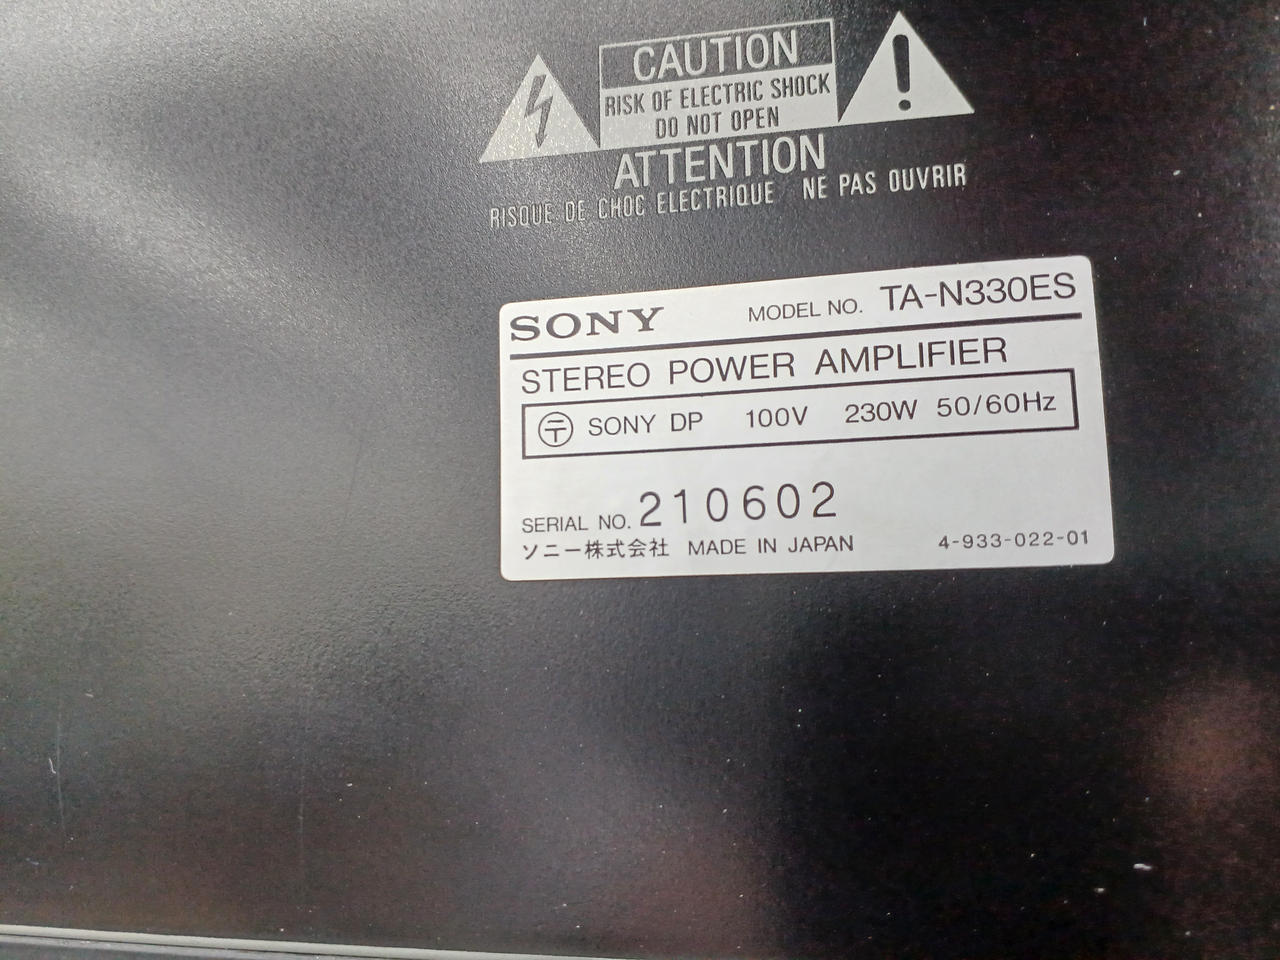 CAUTION
RISK OF ELECTRIC SHOCK
DO NOT OPEN
ATTENTION
RISQUE DE CHOC ELECTRIQUE NE PAS OUVRIR
SONY MODEL NO. TA-N330ES
STEREO POWER AMPLIFIER
〒 SONY DP 100V 230W 50/60Hz
SERIAL NO. 210602
ソニー株式会社 MADE IN JAPAN 4-933-022-01